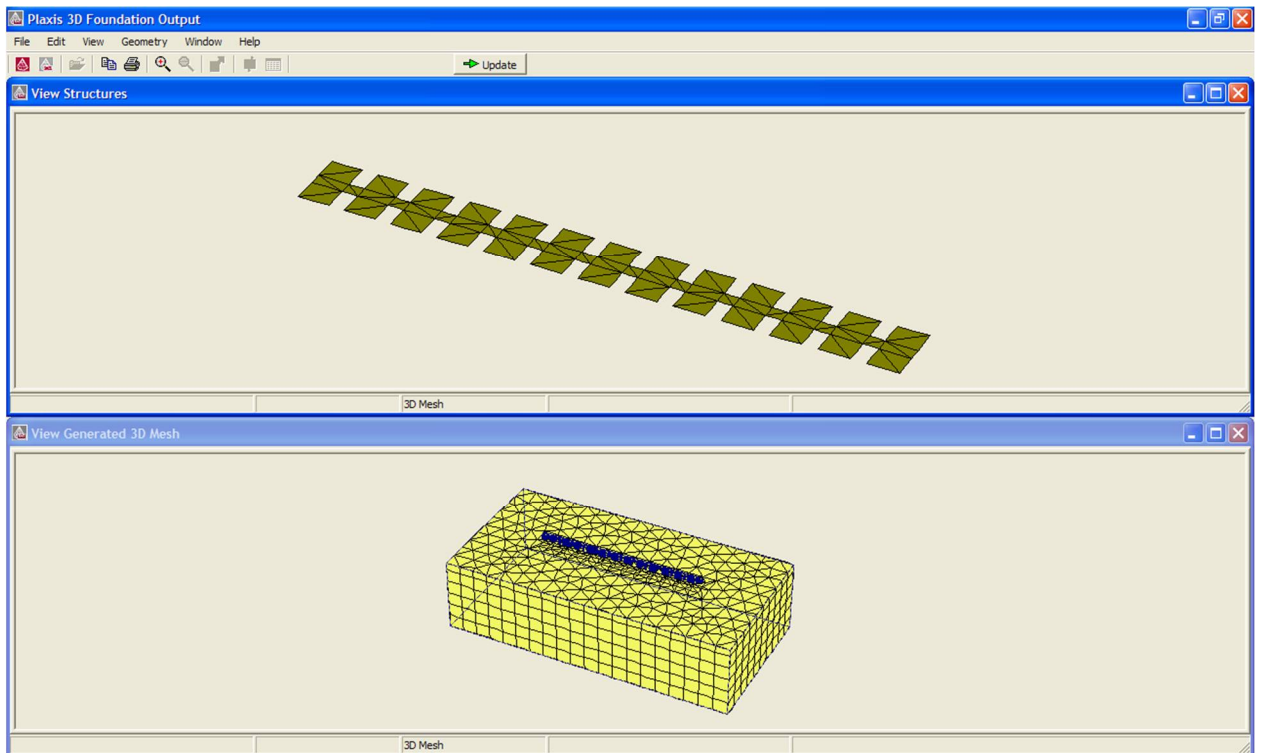 Plaxis 3D Foundation Output
File Edit View Geometry Window Help
Update
View Structures
3D Mesh
View Generated 3D Mesh
3D Mesh